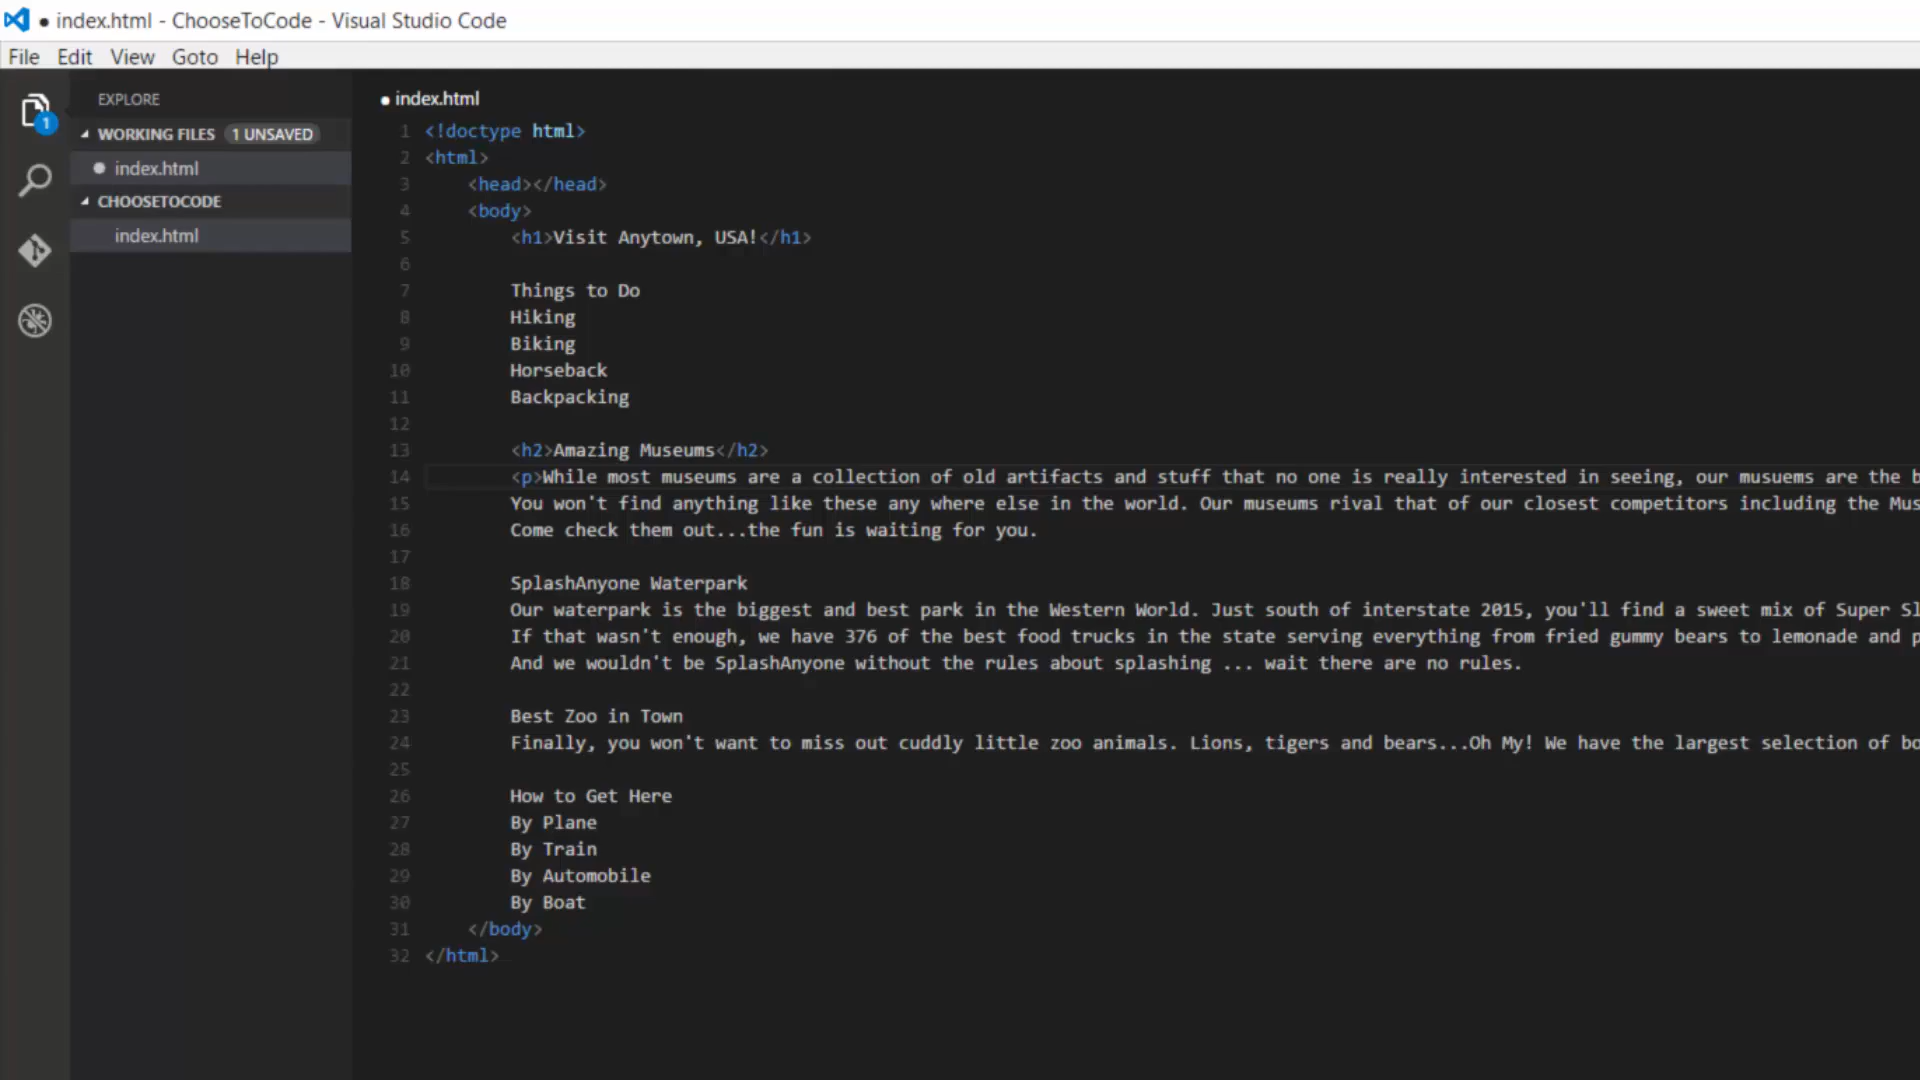 ● index.html - ChooseToCode - Visual Studio Code
File Edit View Goto Help
1
EXPLORE
WORKING FILES 1 UNSAVED
index.html
CHOOSETOCODE
index.html
● index.html
1 <!doctype html>
2 <html>
3 <head></head>
4 <body>
5 <h1>Visit Anytown, USA!</h1>
6
7 Things to Do
8 Hiking
9 Biking
10 Horseback
11 Backpacking
12
13 <h2>Amazing Museums</h2>
14 <p>While most museums are a collection of old artifacts and stuff that no one is really interested in seeing, our musuems are the
15 You won't find anything like these any where else in the world. Our museums rival that of our closest competitors including the
16 Come check them out...the fun is waiting for you.
17
18 SplashAnyone Waterpark
19 Our waterpark is the biggest and best park in the Western World. Just south of interstate 2015, you'll find a sweet mix of Super
20 If that wasn't enough, we have 376 of the best food trucks in the state serving everything from fried gummy bears to lemonade and
21 And we wouldn't be SplashAnyone without the rules about splashing ... wait there are no rules.
22
23 Best Zoo in Town
24 Finally, you won't want to miss out cuddly little zoo animals. Lions, tigers and bears...Oh My! We have the largest selection of
25
26 How to Get Here
27 By Plane
28 By Train
29 By Automobile
30 By Boat
31 </body>
32 </html>